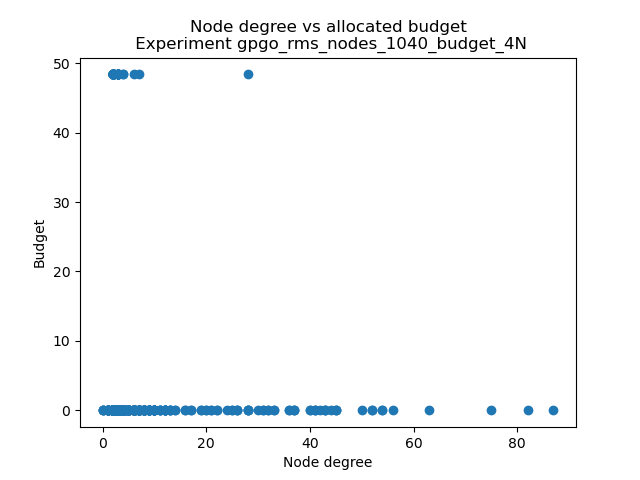 Node degree vs allocated budget
Experiment gpgo_rms_nodes_1040_budget_4N
50
40
30
20
10
0
Budget
0 20 40 60 80
Node degree